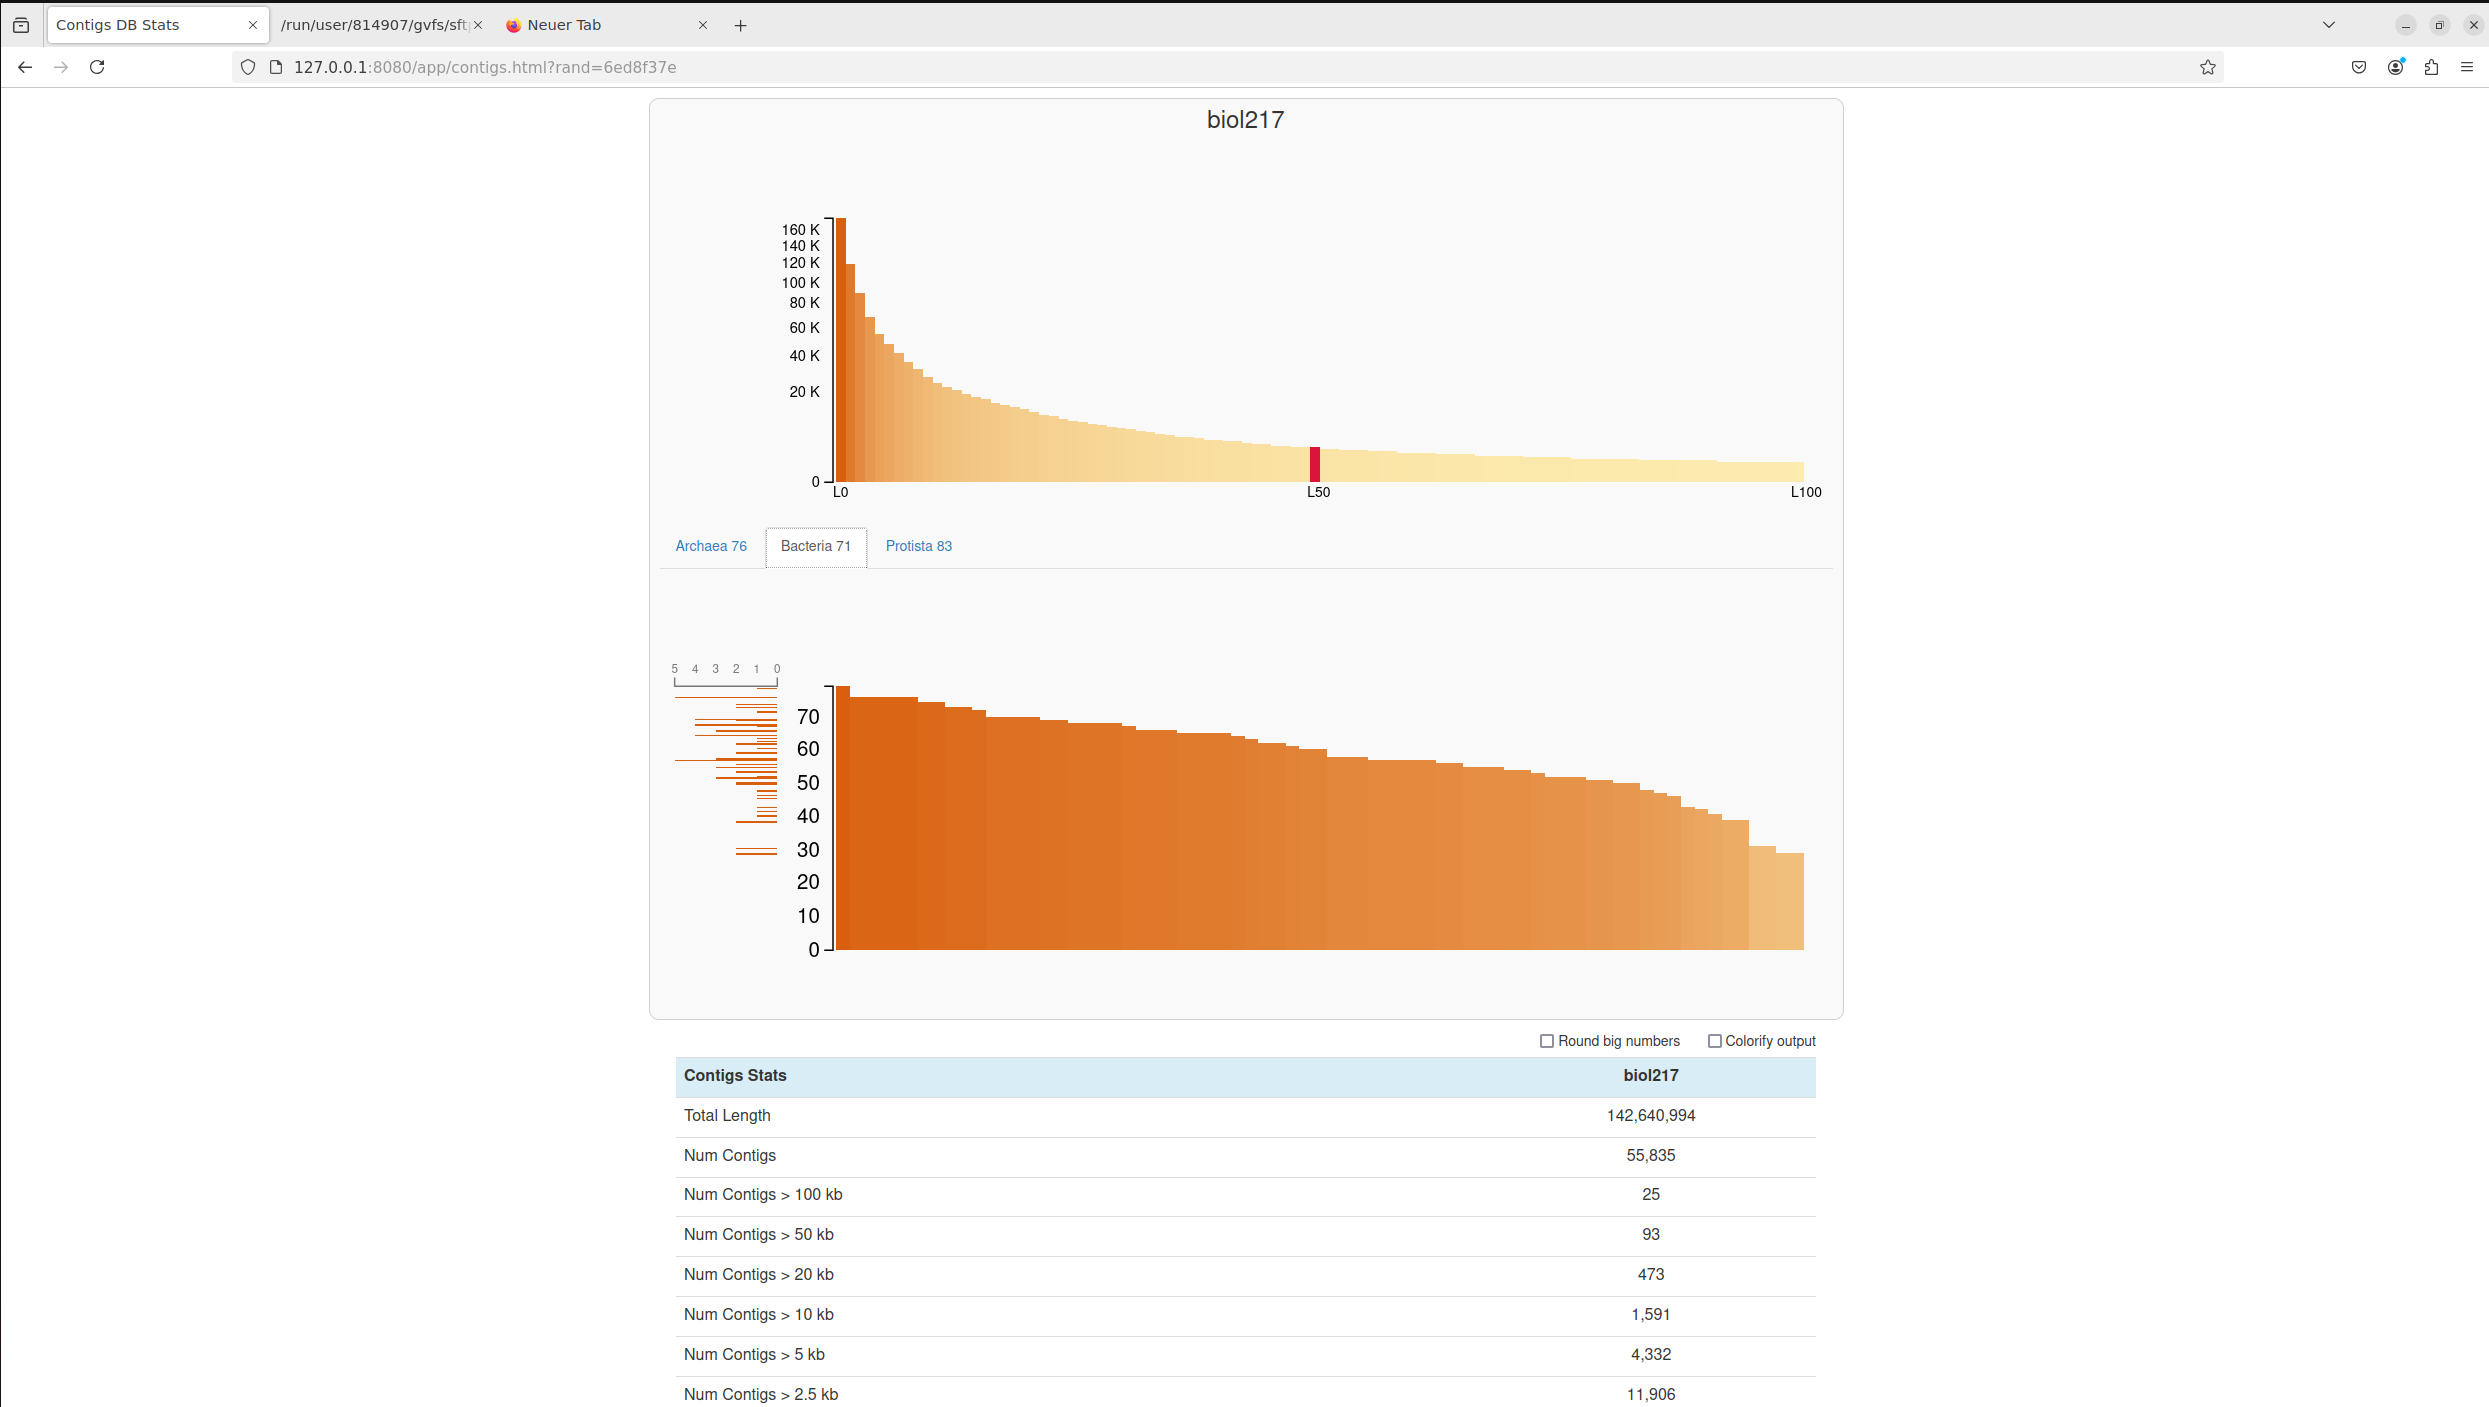 Contigs DB Stats
/run/user/814907/gvfs/sft
Neuer Tab
127.0.0.1:8080/app/contigs.html?rand=6ed8f37e
biol217
160 K
140 K
120 K
100 K
80 K
60 K
40 K
20 K
0
L0 L50 L100
Archaea 76 Bacteria 71 Protista 83
5 4 3 2 1 0
70
60
50
40
30
20
10
0
Round big numbers Colorify output
Contigs Stats biol217
Total Length 142,640,994
Num Contigs 55,835
Num Contigs > 100 kb 25
Num Contigs > 50 kb 93
Num Contigs > 20 kb 473
Num Contigs > 10 kb 1,591
Num Contigs > 5 kb 4,332
Num Contigs > 2.5 kb 11,906